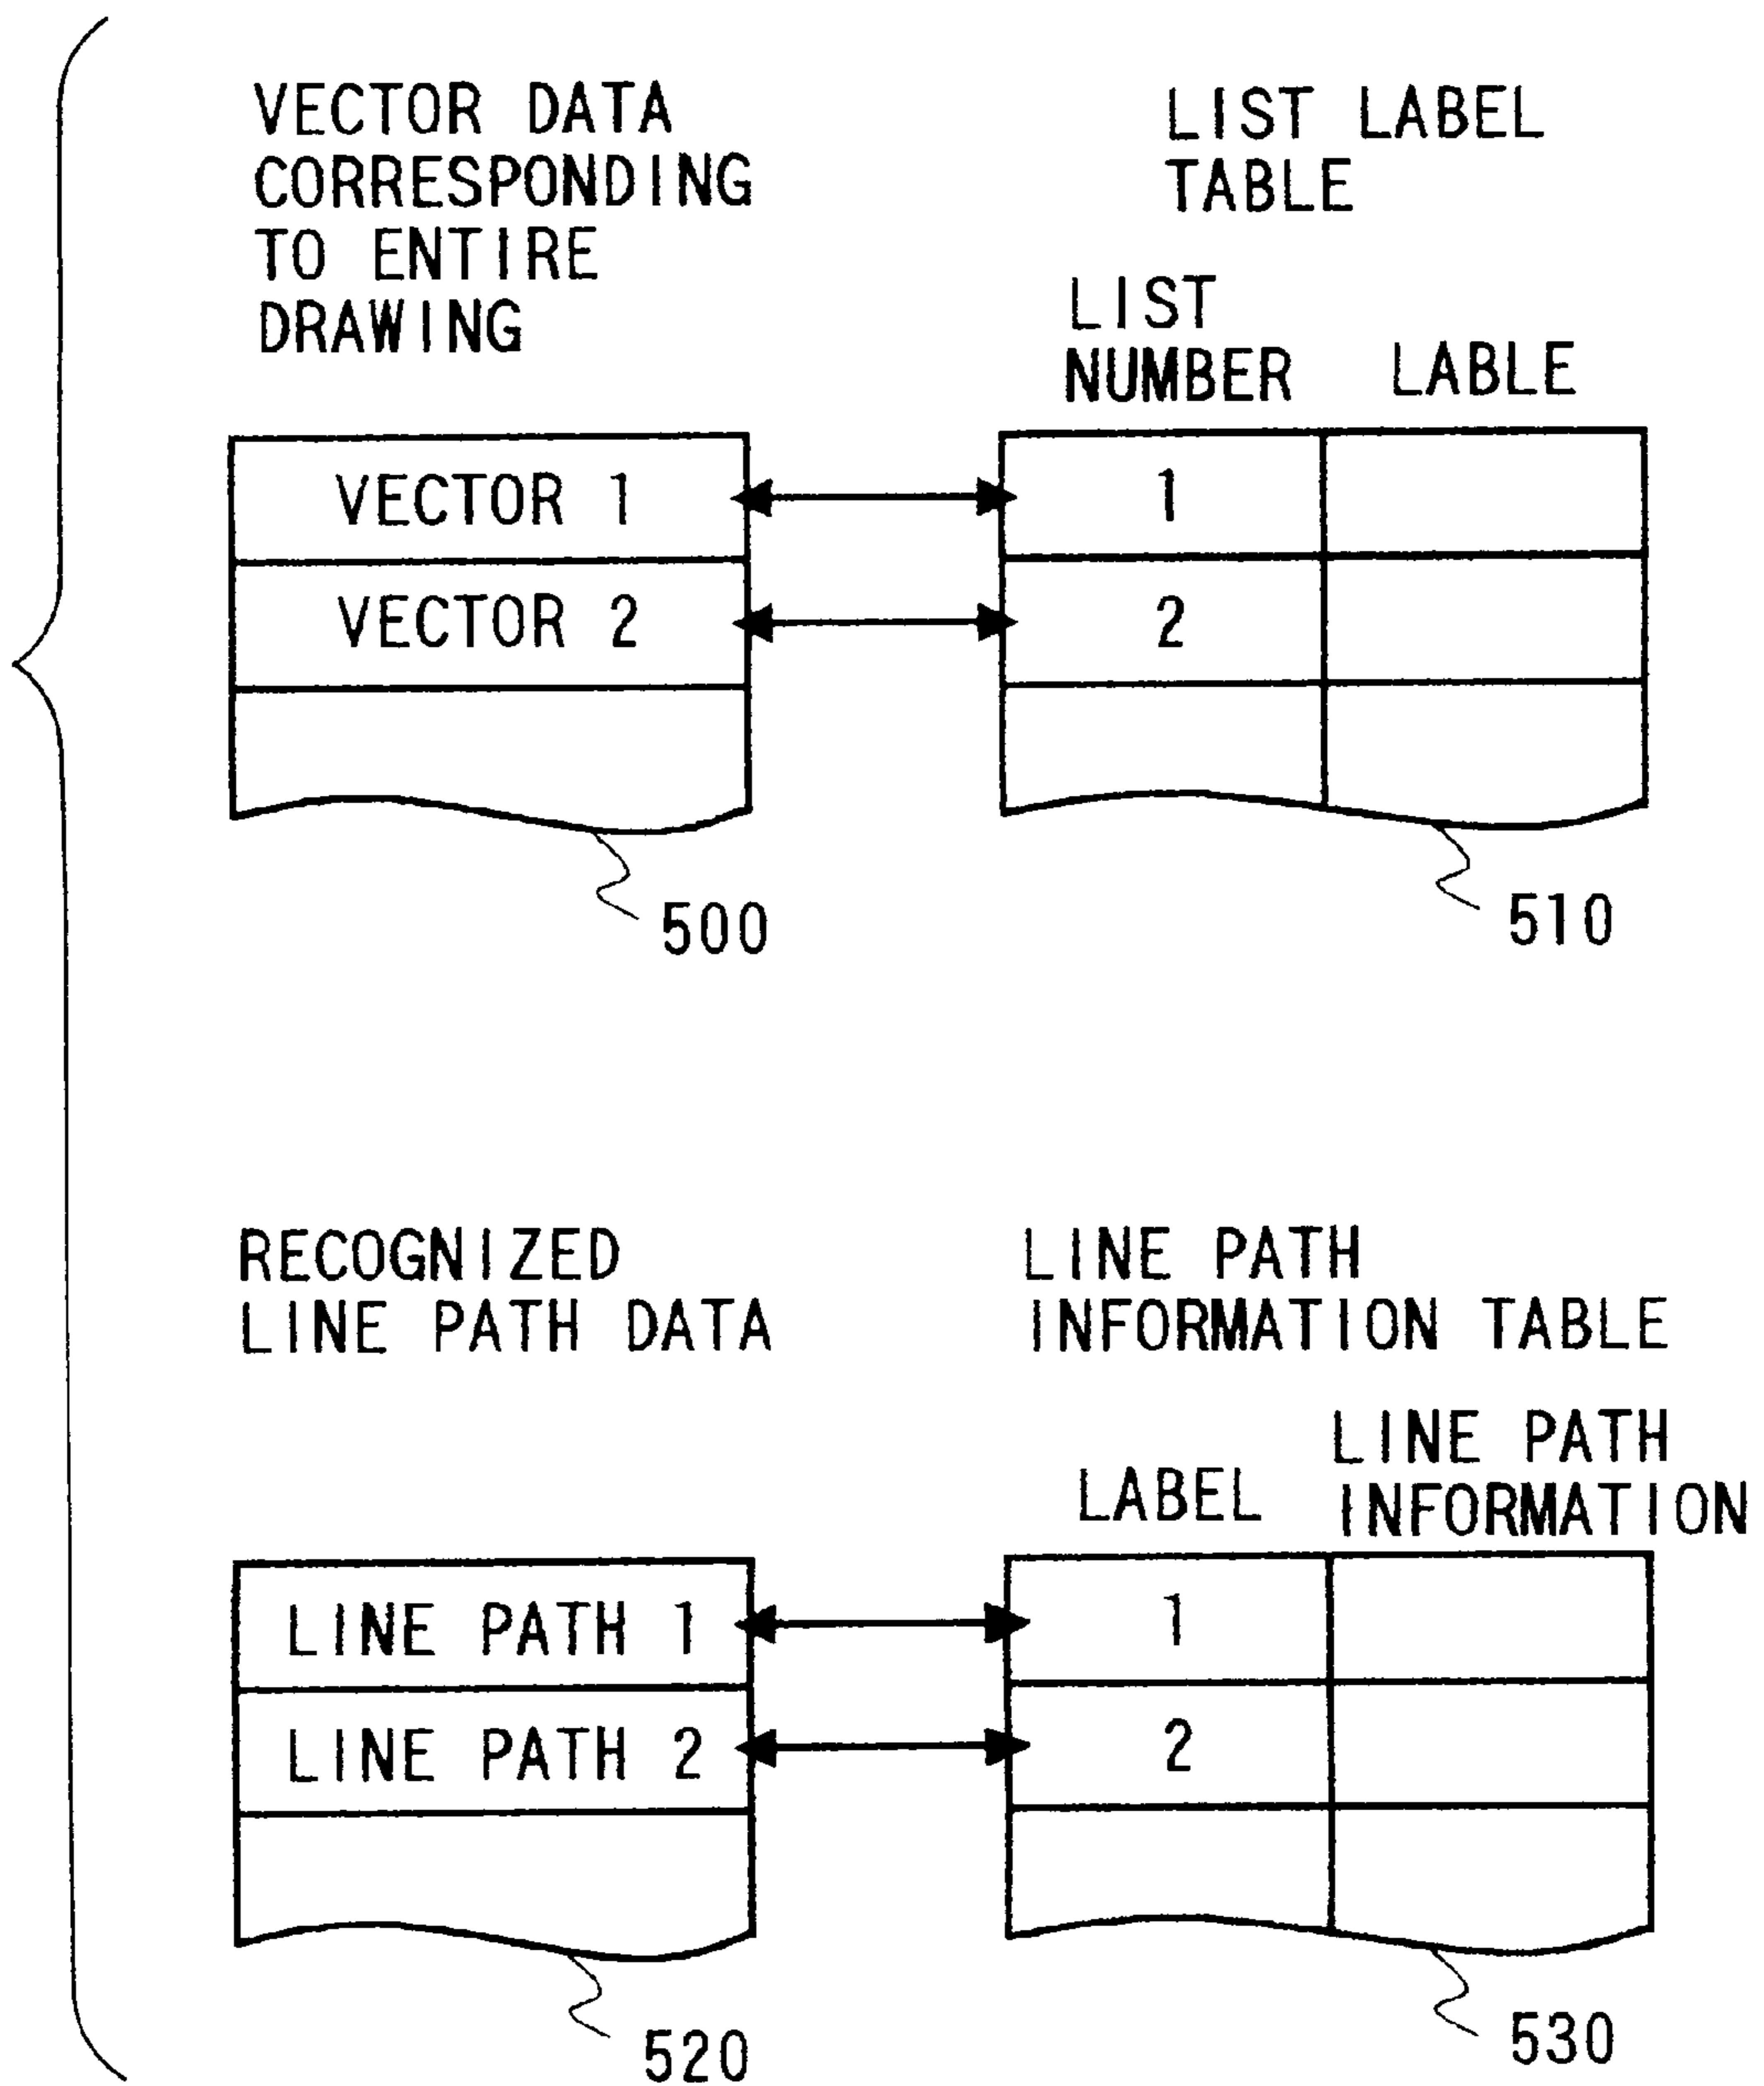 VECTOR DATA
CORRESPONDING
TO ENTIRE
DRAWING
LIST LABEL
TABLE
LIST
NUMBER
LABLE
VECTOR 1
1
VECTOR 2
2
500
510
RECOGNIZED
LINE PATH DATA
LINE PATH
INFORMATION TABLE
LABEL
LINE PATH
INFORMATION
LINE PATH 1
1
LINE PATH 2
2
520
530